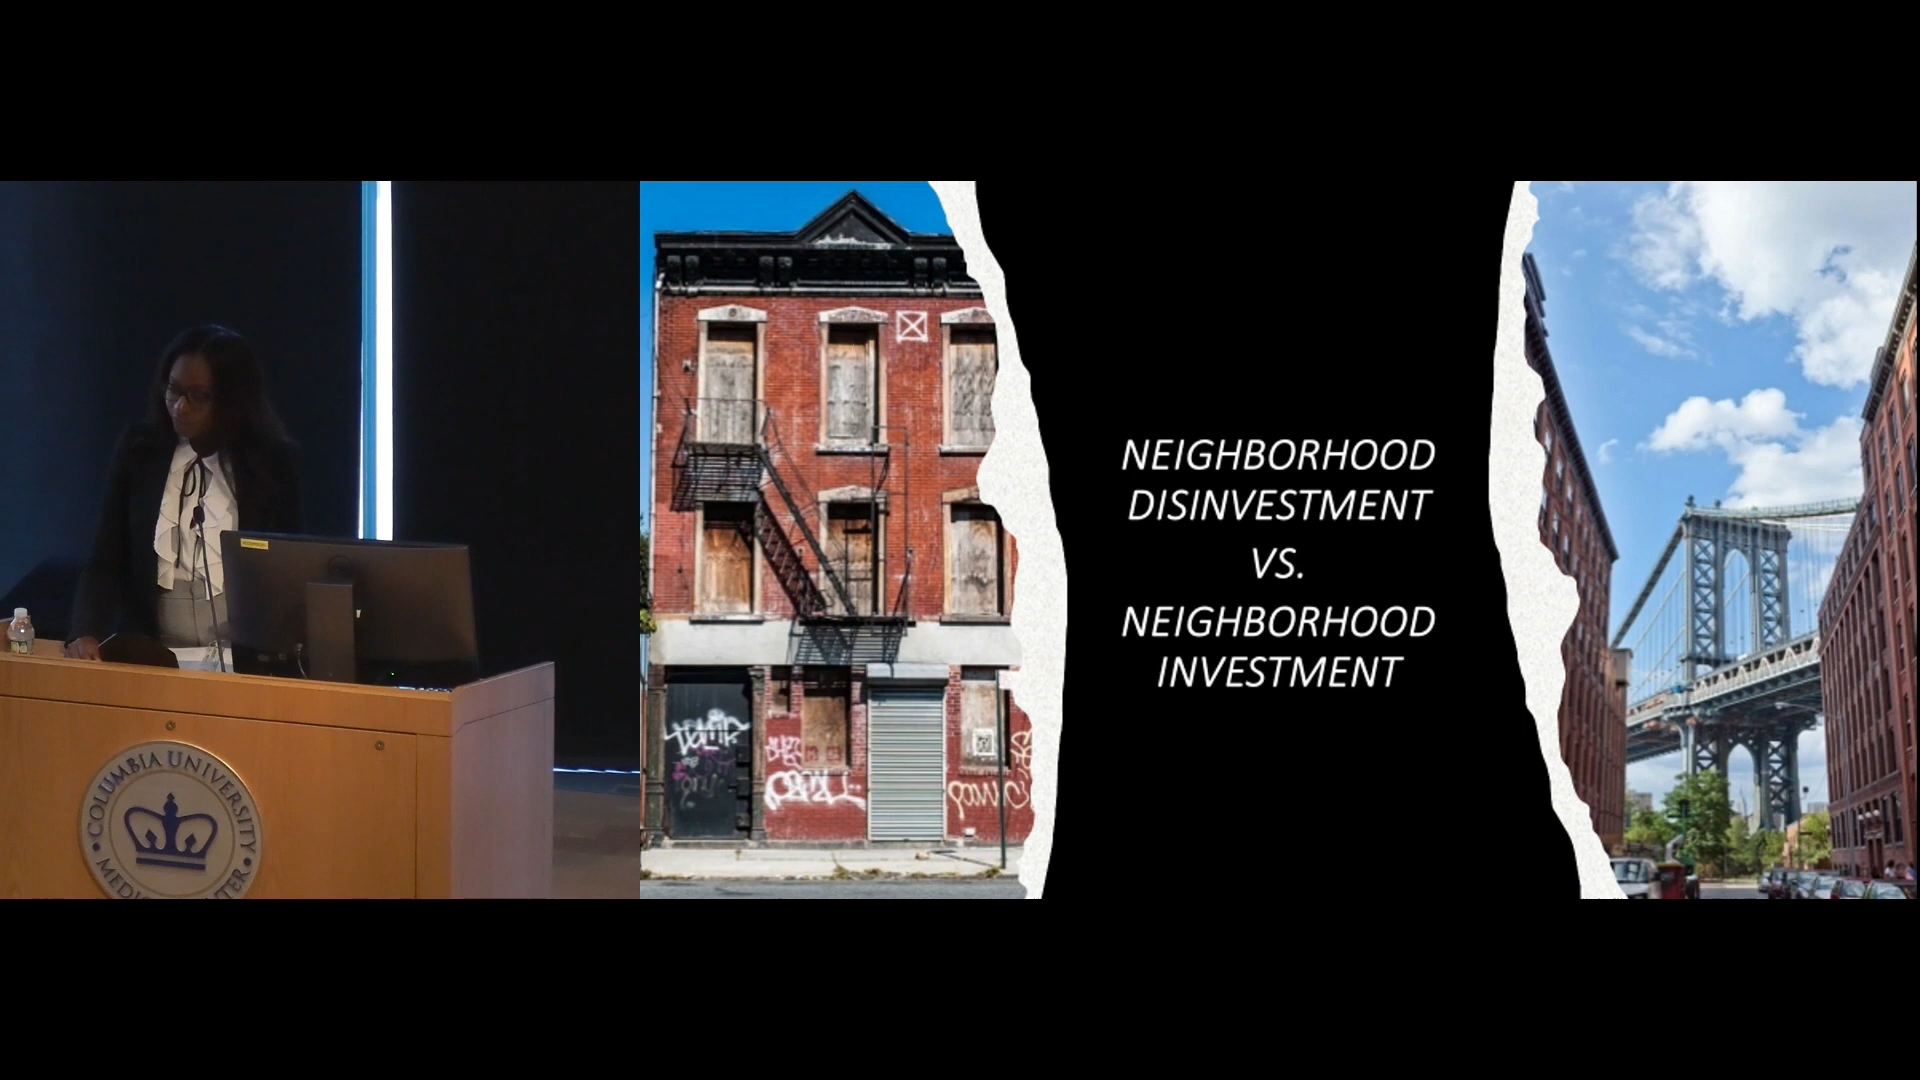 NEIGHBORHOOD
DISINVESTMENT
VS.
NEIGHBORHOOD
INVESTMENT
COLUMBIA UNIVERSITY